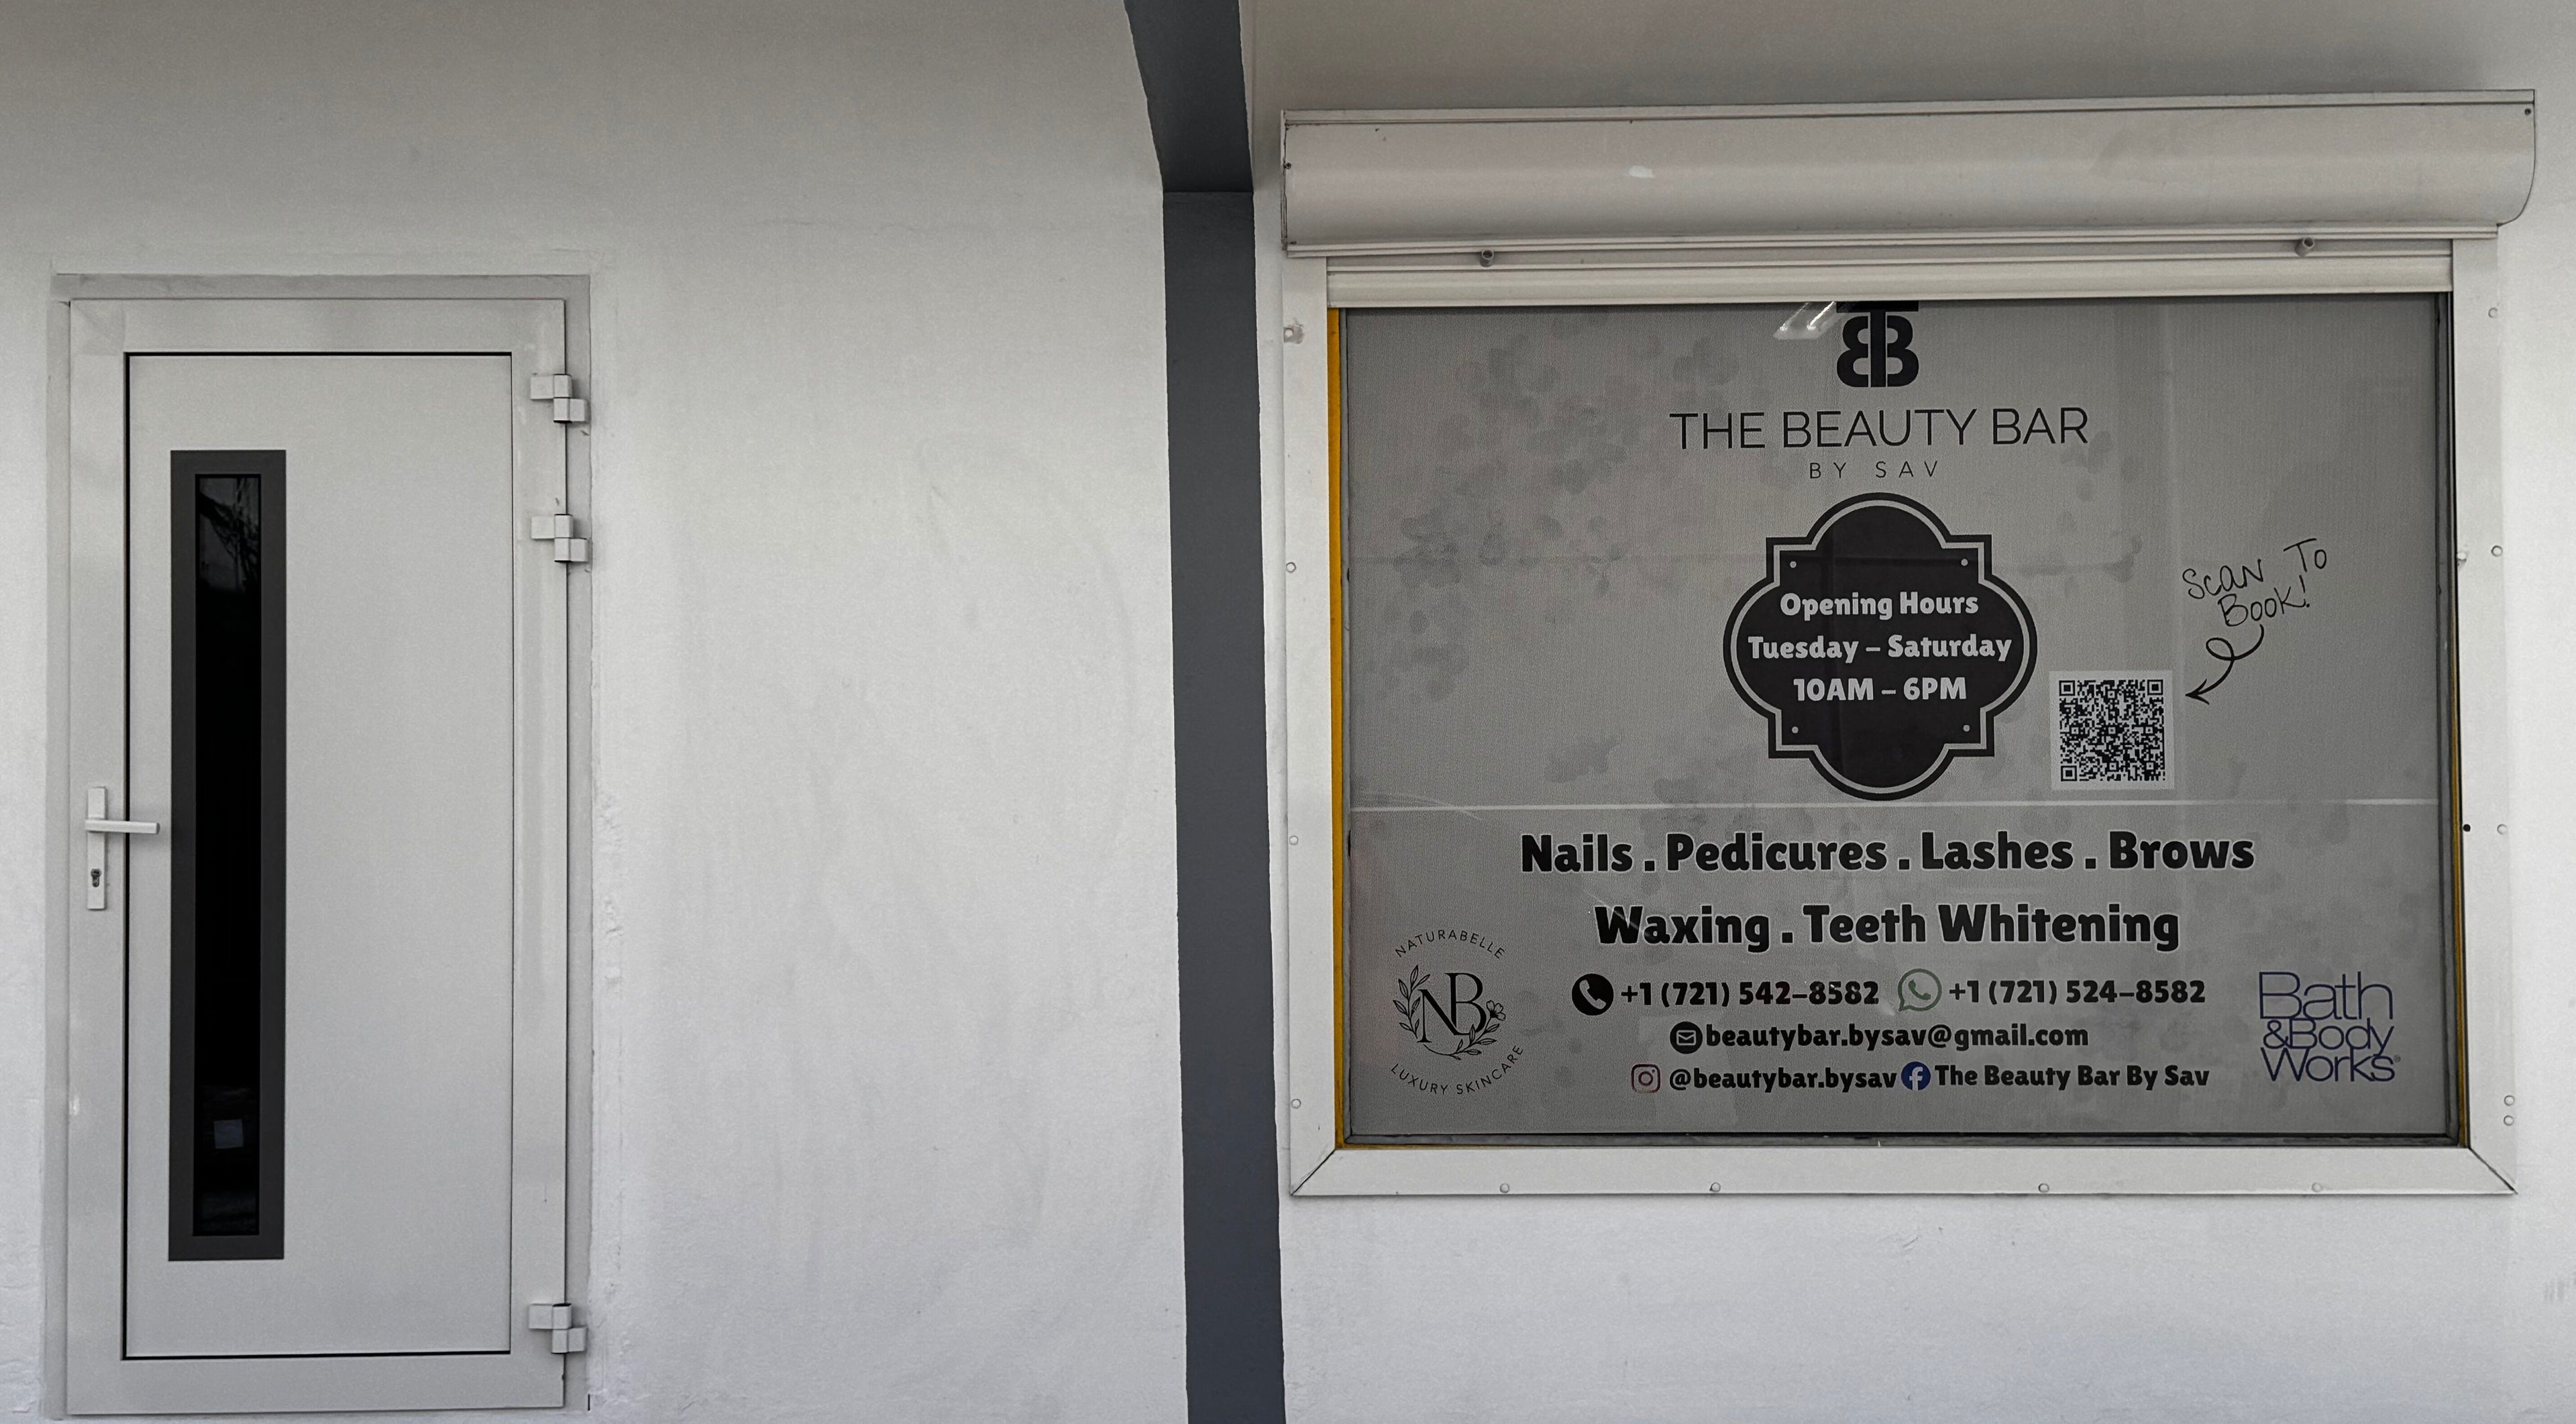 BTB
THE BEAUTY BAR
BY SAV
Opening Hours
Tuesday – Saturday
10AM – 6PM
Scan To
Book!
Nails . Pedicures . Lashes . Brows
Waxing . Teeth Whitening
+1 (721) 542-8582 +1 (721) 524-8582
beautybar.bysav@gmail.com
@beautybar.bysav The Beauty Bar By Sav
NATURABELLE
NB
LUXURY SKINCARE
Bath
&Body
Works®